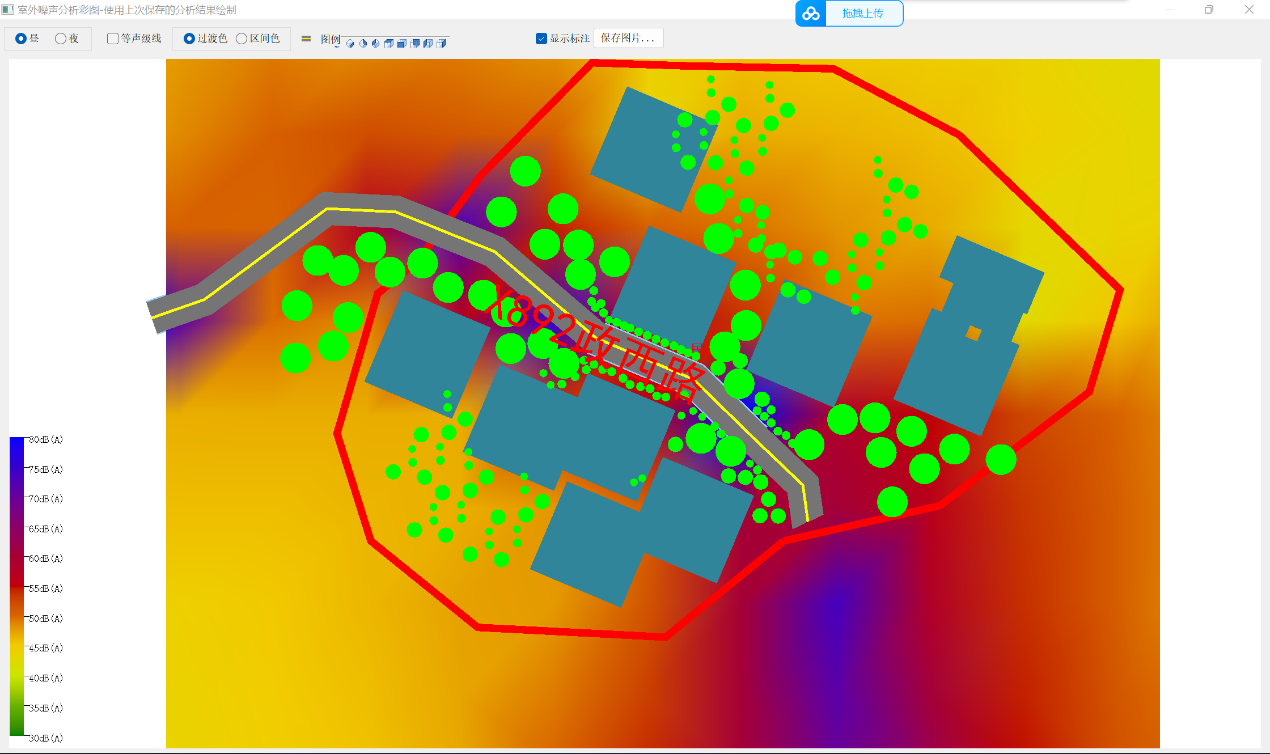 室外噪声分析彩图-使用上次保存的分析结果绘制
拖拽上传
昼 夜 等声级线 过渡色 区间色 图例 显示标注 保存图片...
X892政西路
80dB(A)
75dB(A)
70dB(A)
65dB(A)
60dB(A)
55dB(A)
50dB(A)
45dB(A)
40dB(A)
35dB(A)
30dB(A)